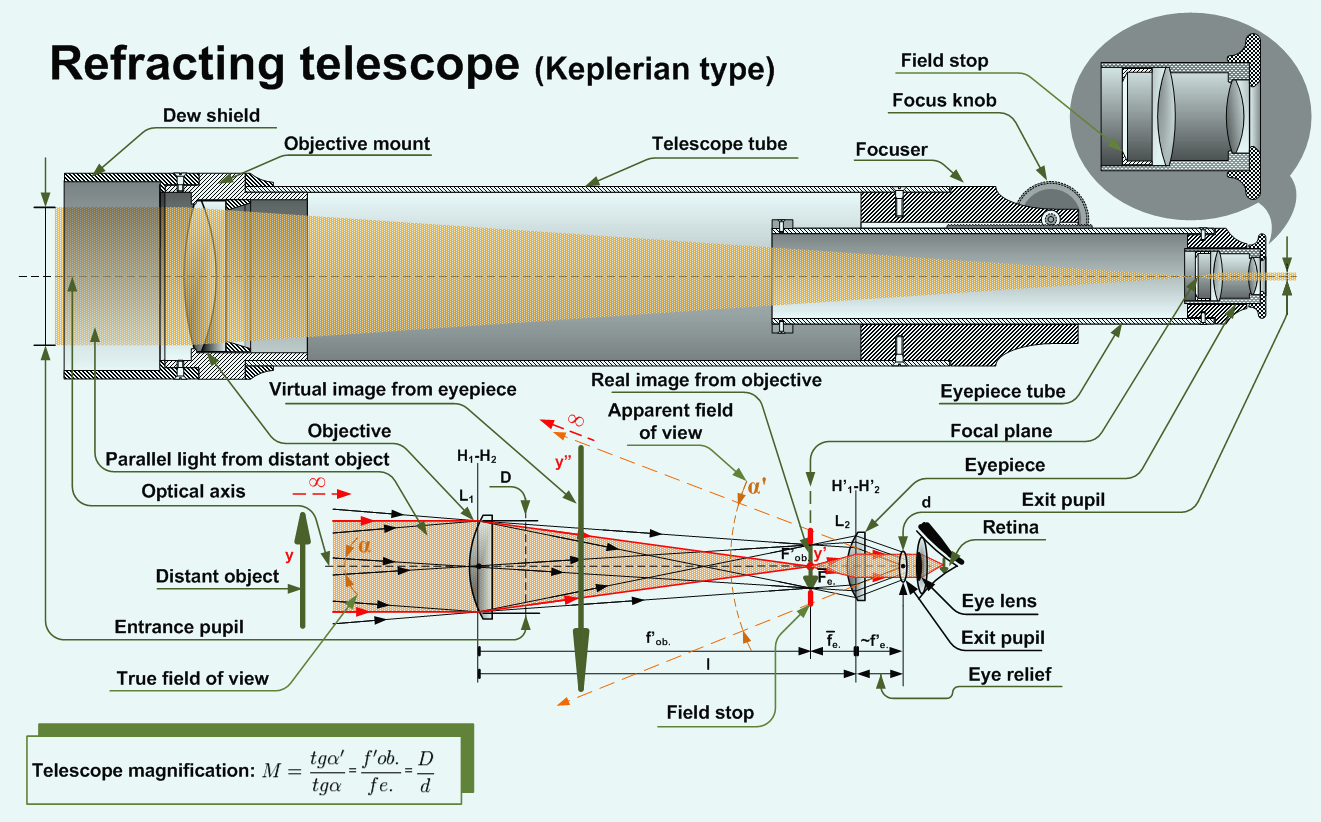 Refracting telescope (Keplerian type)
Field stop
Focus knob
Dew shield
Objective mount
Telescope tube
Focuser
Virtual image from eyepiece
Real image from objective
Eyepiece tube
Apparent field
of view
Objective
Focal plane
Parallel light from distant object
H₁-H₂
D
y”
∞
α'
H’₁-H’₂
Eyepiece
Optical axis
∞
L₁
L₂
d
Exit pupil
Retina
y
α
F’ob.
y’
Fe.
Distant object
Eye lens
Entrance pupil
f’ob.
f̅e.
~f’e.
Exit pupil
l
True field of view
Eye relief
Field stop
Telescope magnification: M = tgα′/tgα = f′ob./fe. = D/d